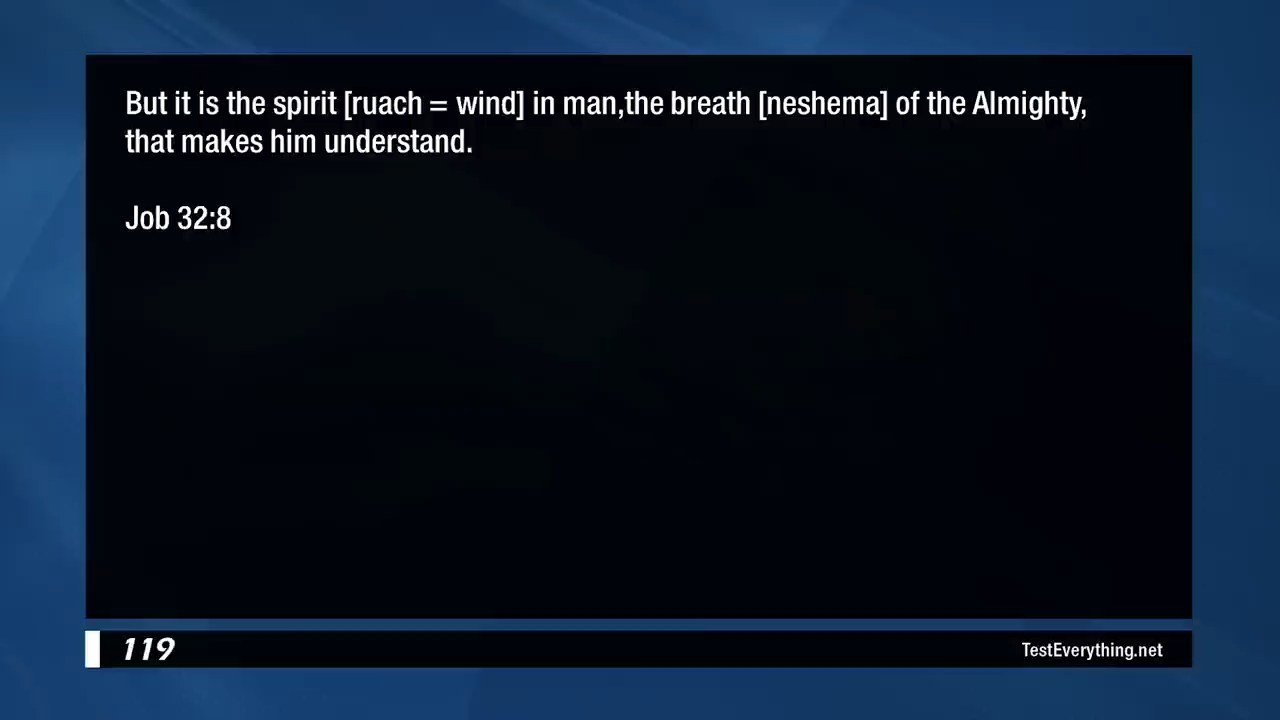 But it is the spirit [ruach = wind] in man,the breath [neshema] of the Almighty,
that makes him understand.
Job 32:8
119
TestEverything.net